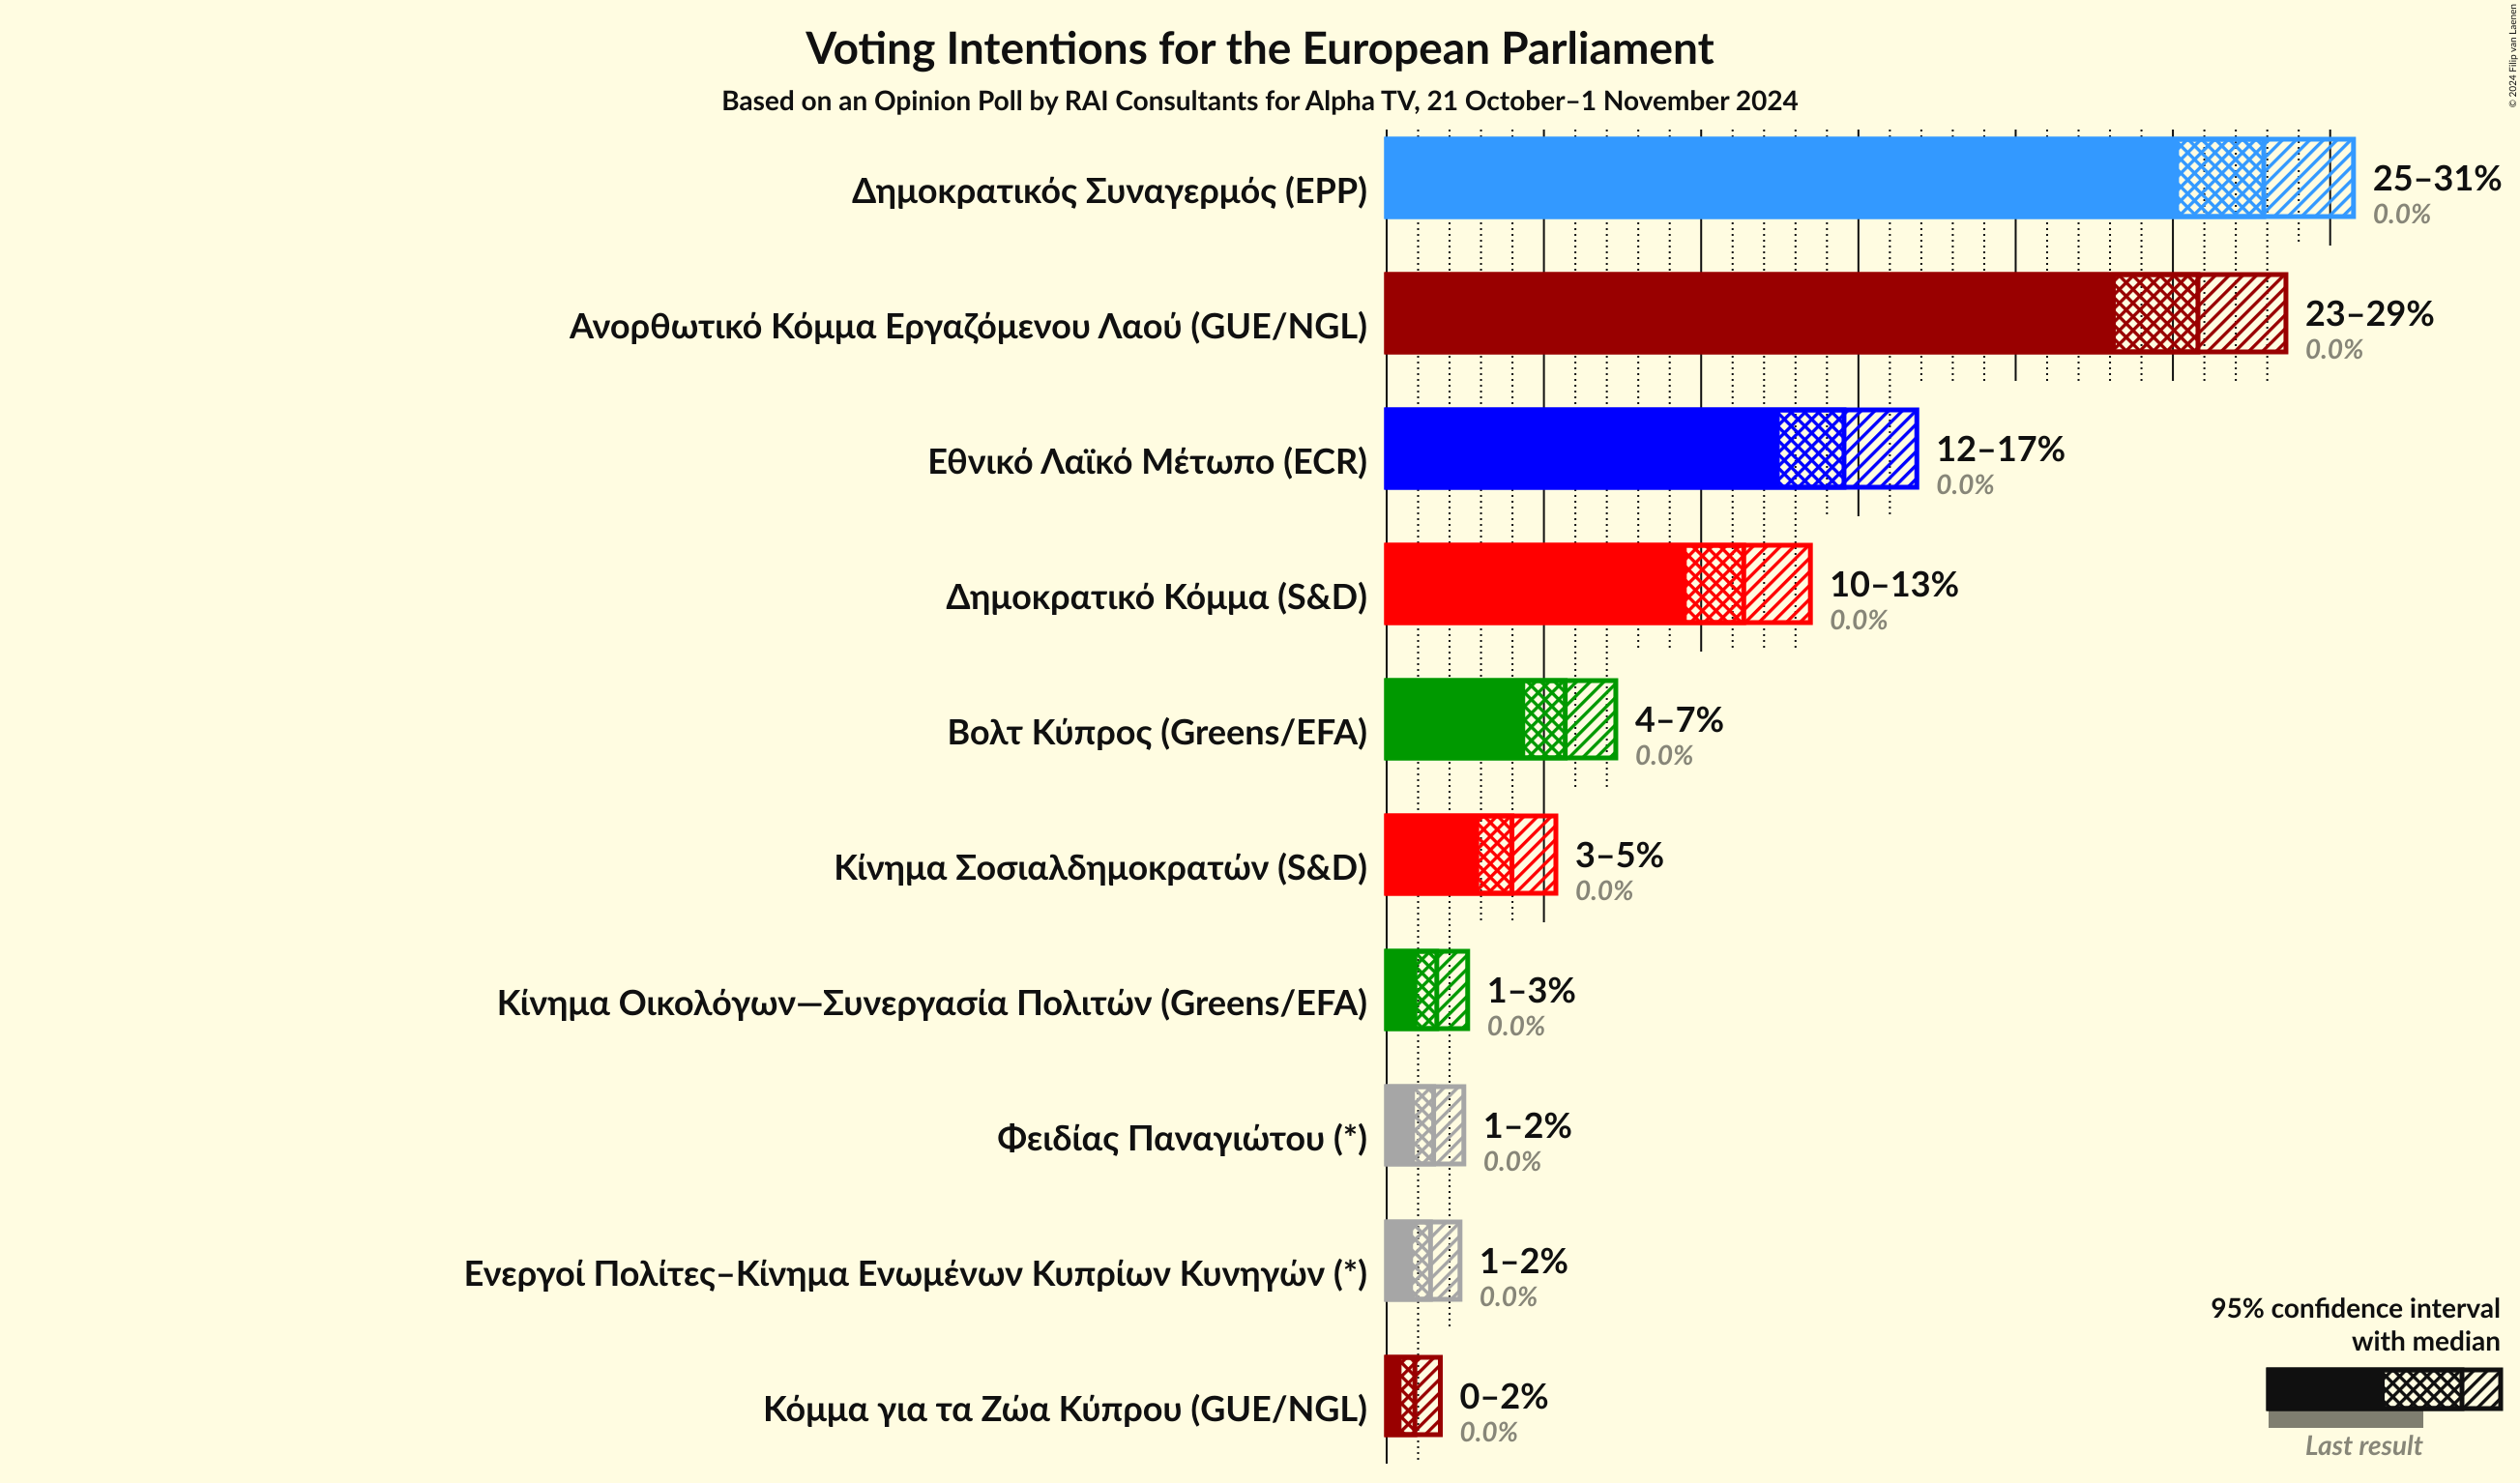 © 2024 Filip van Laenen
Voting Intentions for the European Parliament
Based on an Opinion Poll by RAI Consultants for Alpha TV, 21 October–1 November 2024
Δημοκρατικός Συναγερμός (EPP)
25–31%
0.0%
Ανορθωτικό Κόμμα Εργαζόμενου Λαού (GUE/NGL)
23–29%
0.0%
Εθνικό Λαϊκό Μέτωπο (ECR)
12–17%
0.0%
Δημοκρατικό Κόμμα (S&D)
10–13%
0.0%
Βολτ Κύπρος (Greens/EFA)
4–7%
0.0%
Κίνημα Σοσιαλδημοκρατών (S&D)
3–5%
0.0%
Κίνημα Οικολόγων—Συνεργασία Πολιτών (Greens/EFA)
1–3%
0.0%
Φειδίας Παναγιώτου (*)
1–2%
0.0%
Ενεργοί Πολίτες–Κίνημα Ενωμένων Κυπρίων Κυνηγών (*)
1–2%
0.0%
Κόμμα για τα Ζώα Κύπρου (GUE/NGL)
0–2%
0.0%
95% confidence interval
with median
Last result